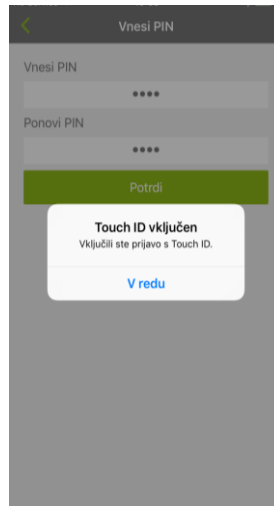 Vnesi PIN
Vnesi PIN
••••
Ponovi PIN
••••
Potrdi
Touch ID vključen
Vključili ste prijavo s Touch ID.
V redu